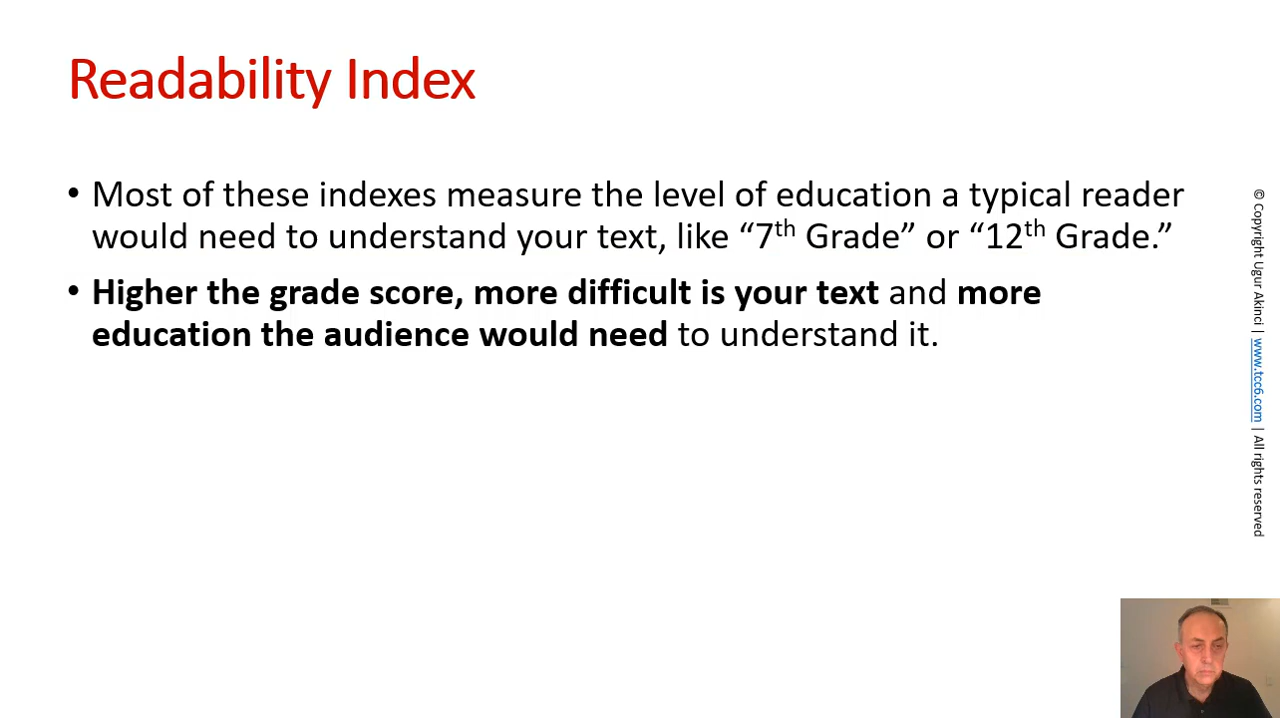 Readability Index
• Most of these indexes measure the level of education a typical reader
would need to understand your text, like “7th Grade” or “12th Grade.”
• Higher the grade score, more difficult is your text and more
education the audience would need to understand it.
© Copyright Ugur Akinci | www.tcc6.com | All rights reserved